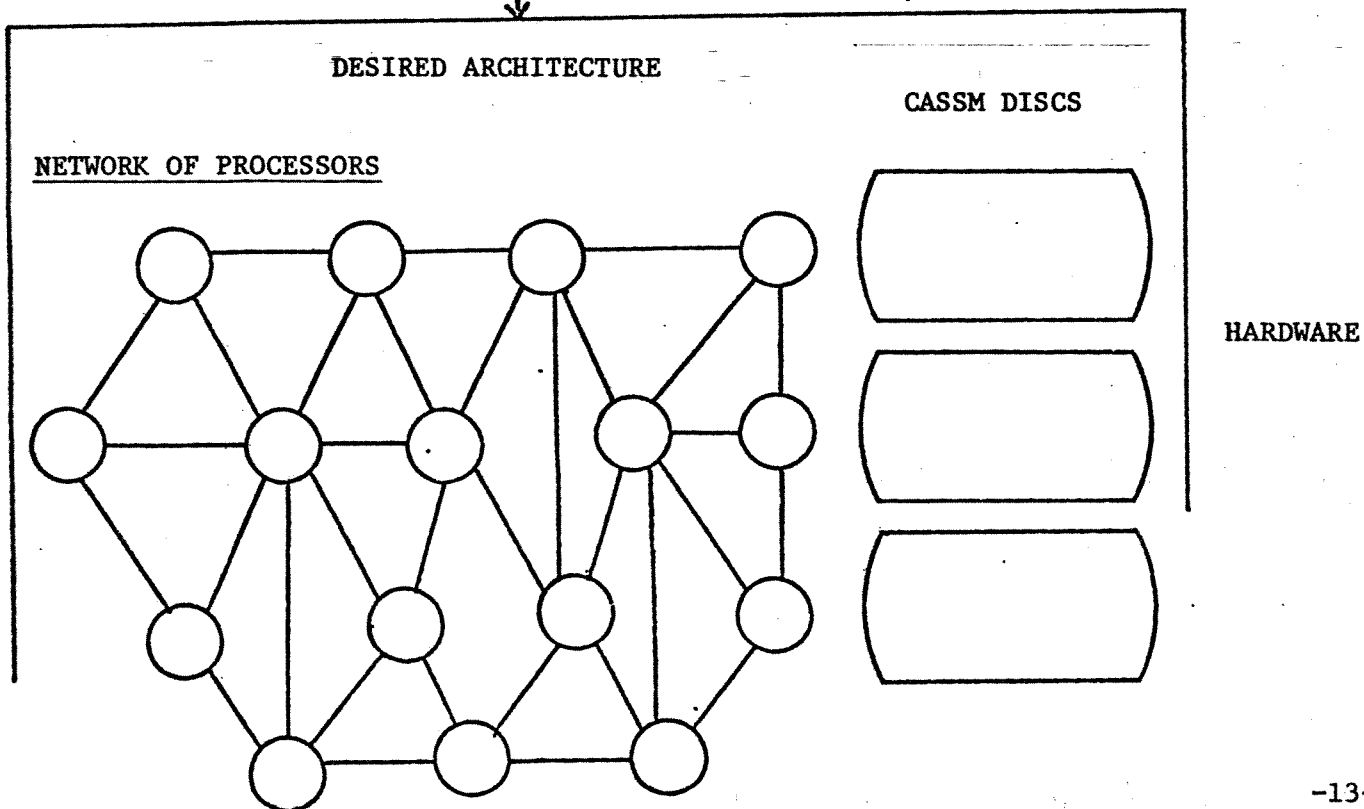 DESIRED ARCHITECTURE
CASSM DISCS
NETWORK OF PROCESSORS
HARDWARE
-13-